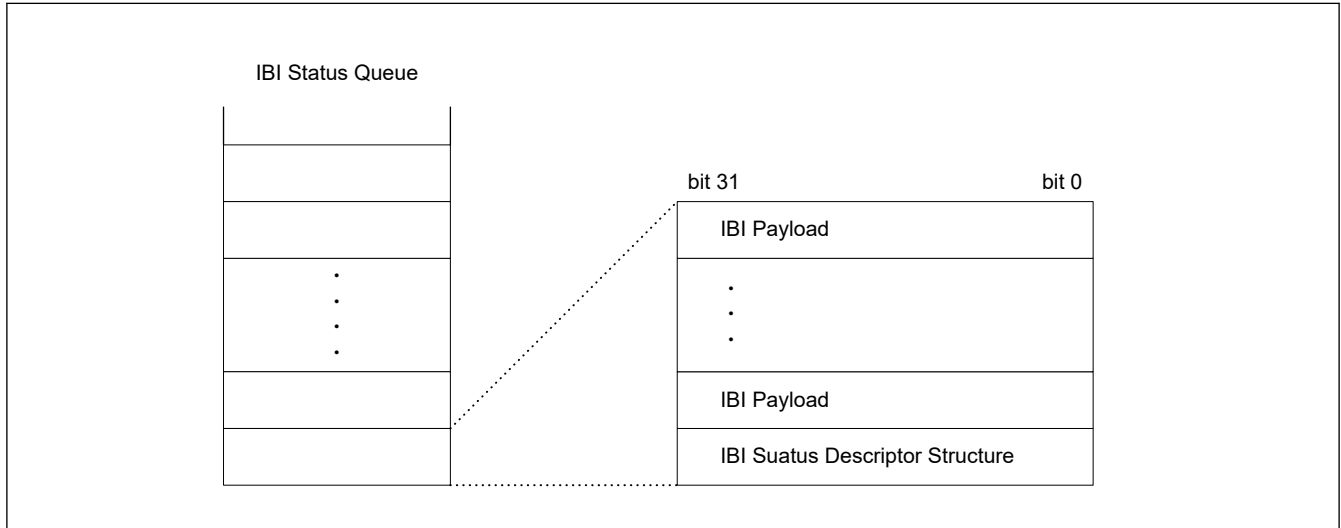 IBI Status Queue
bit 31 bit 0
IBI Payload
IBI Payload
IBI Suatus Descriptor Structure